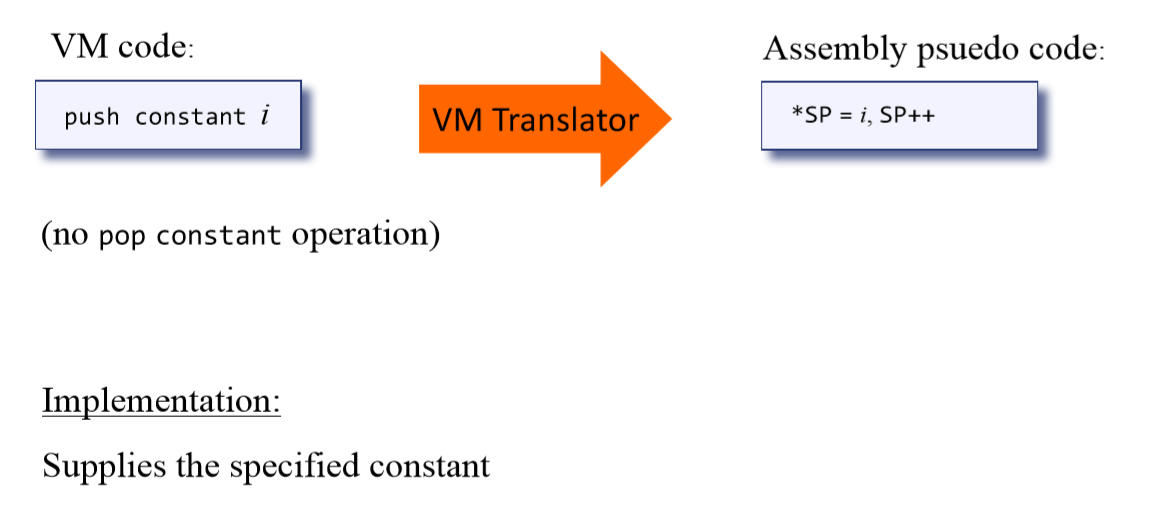 VM code:
Assembly psuedo code:
push constant i
VM Translator
*SP = i, SP++
(no pop constant operation)
Implementation:
Supplies the specified constant